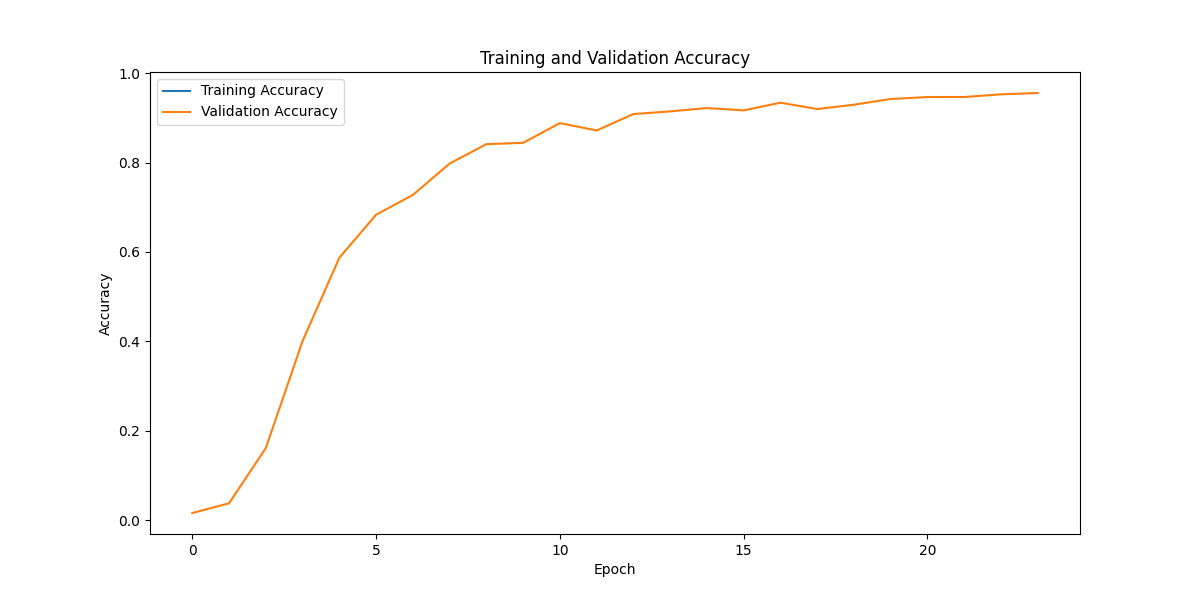 Training and Validation Accuracy
Training Accuracy
Validation Accuracy
1.0
0.8
0.6
0.4
0.2
0.0
Accuracy
0 5 10 15 20
Epoch